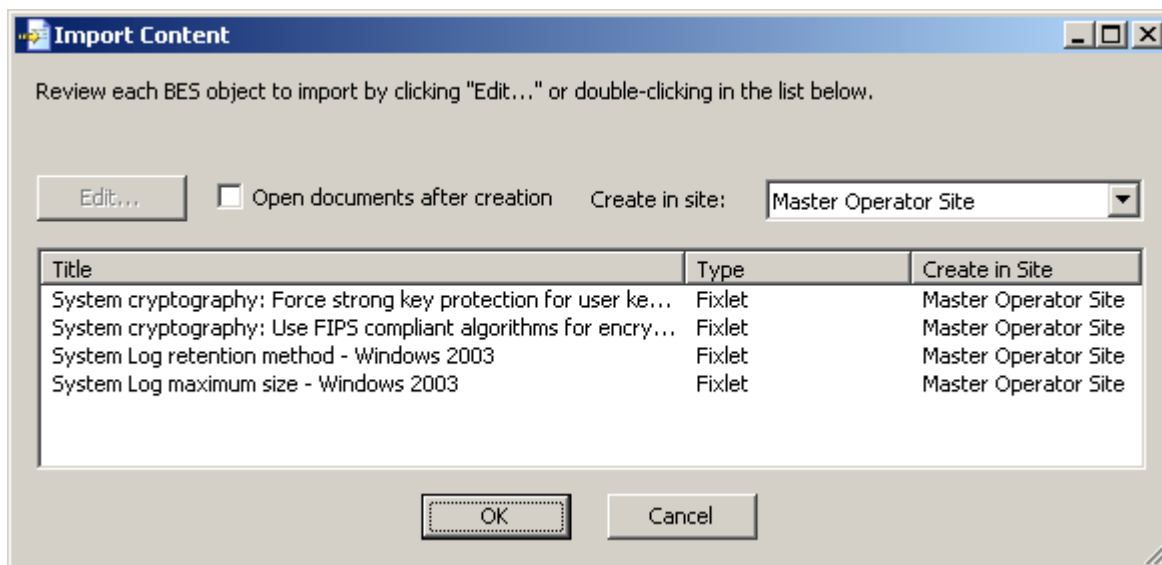 Import Content
Review each BES object to import by clicking "Edit..." or double-clicking in the list below.
Edit... Open documents after creation Create in site: Master Operator Site
Title Type Create in Site
System cryptography: Force strong key protection for user ke... Fixlet Master Operator Site
System cryptography: Use FIPS compliant algorithms for encry... Fixlet Master Operator Site
System Log retention method - Windows 2003 Fixlet Master Operator Site
System Log maximum size - Windows 2003 Fixlet Master Operator Site
OK Cancel